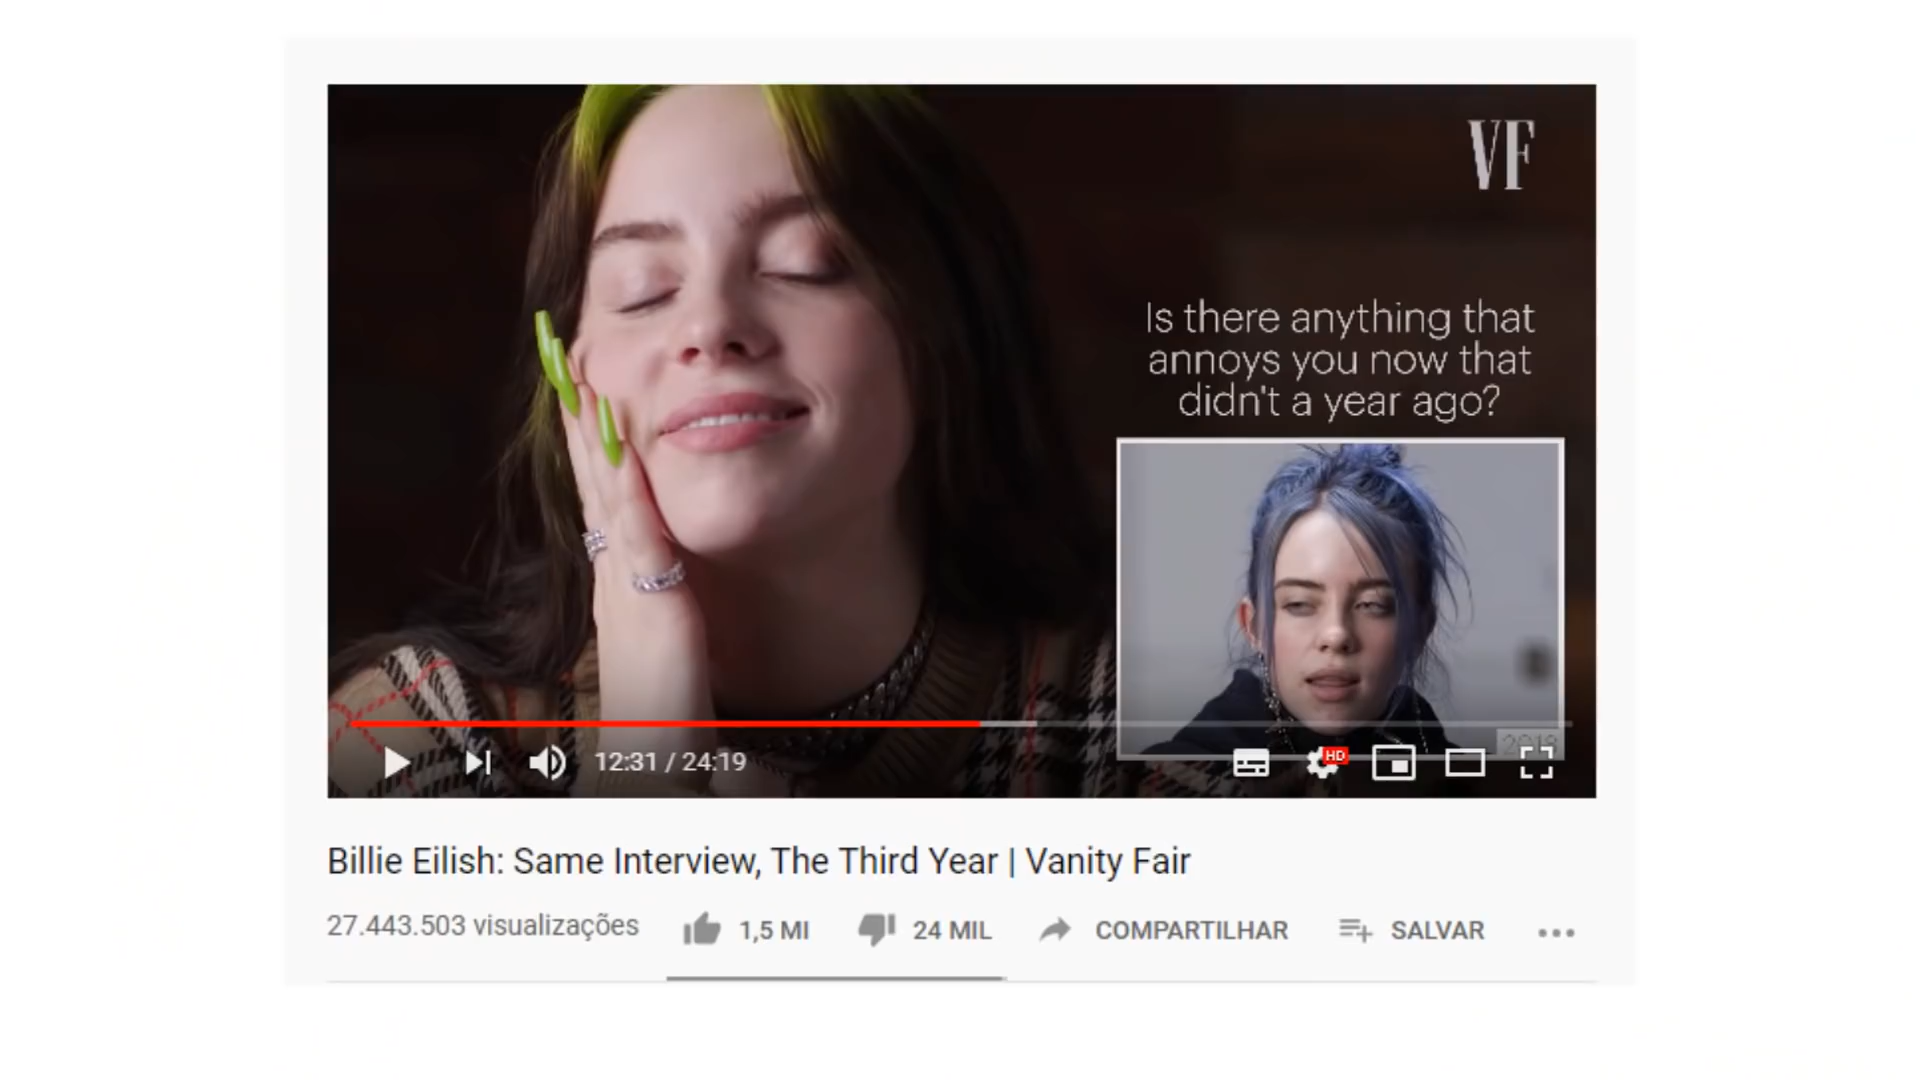 VF
Is there anything that
annoys you now that
didn't a year ago?
2018
12:31 / 24:19
HD
Billie Eilish: Same Interview, The Third Year | Vanity Fair
27.443.503 visualizações
1,5 MI
24 MIL
COMPARTILHAR
SALVAR